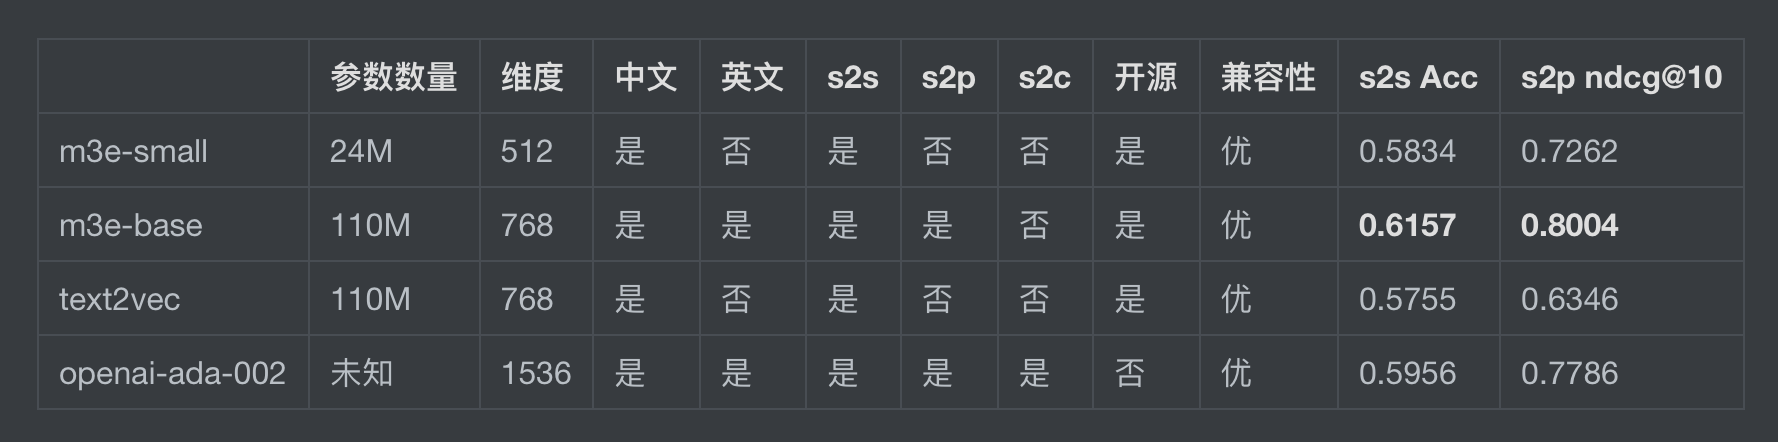 参数数量 维度 中文 英文 s2s s2p s2c 开源 兼容性 s2s Acc s2p ndcg@10
m3e-small 24M 512 是 否 是 否 否 是 优 0.5834 0.7262
m3e-base 110M 768 是 是 是 是 否 是 优 0.6157 0.8004
text2vec 110M 768 是 否 是 否 否 是 优 0.5755 0.6346
openai-ada-002 未知 1536 是 是 是 是 是 否 优 0.5956 0.7786